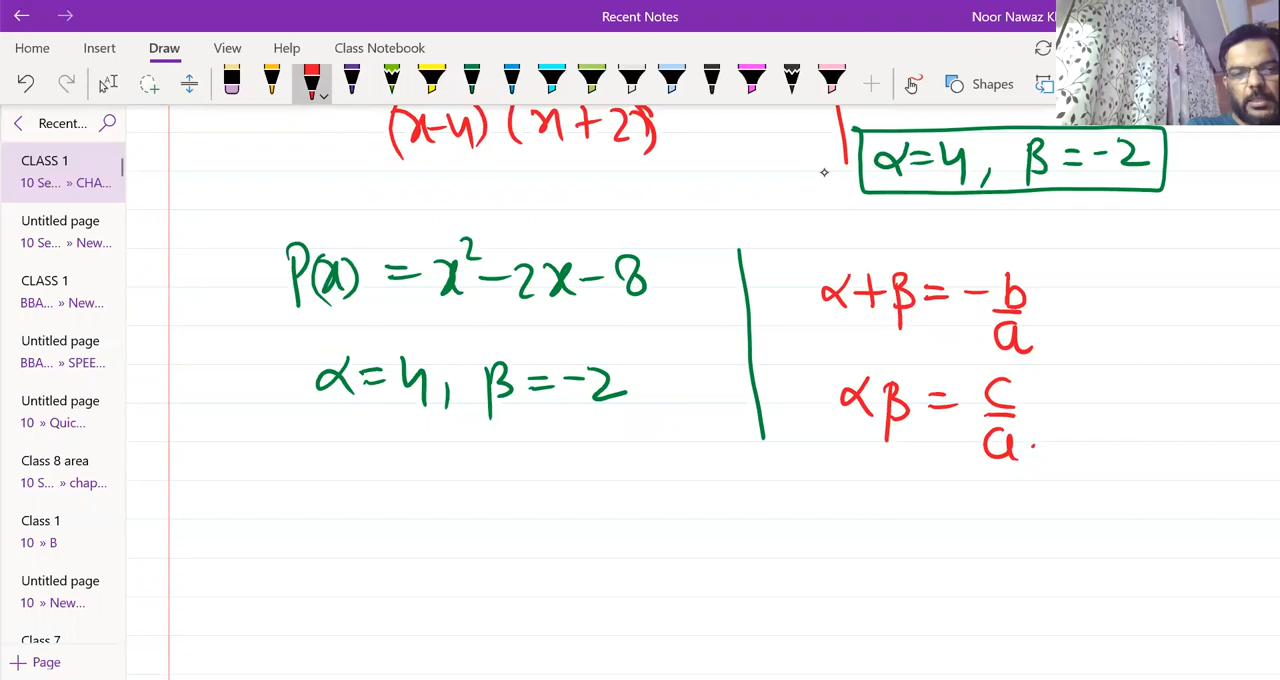 Recent Notes
Noor Nawaz Kh
Home Insert Draw View Help Class Notebook
Shapes
Recent...
CLASS 1
10 Se... » CHA...
Untitled page
10 Se... » New...
CLASS 1
BBA... » New...
Untitled page
BBA... » SPEE...
Untitled page
10 » Quic...
Class 8 area
10 S... » chap...
Class 1
10 » B
Untitled page
10 » New...
Class 7
Page
(x-4) (x+2)
α=4, β=-2
P(x) = x²-2x-8
α=4, β=-2
α+β = - b/a
αβ = c/a.